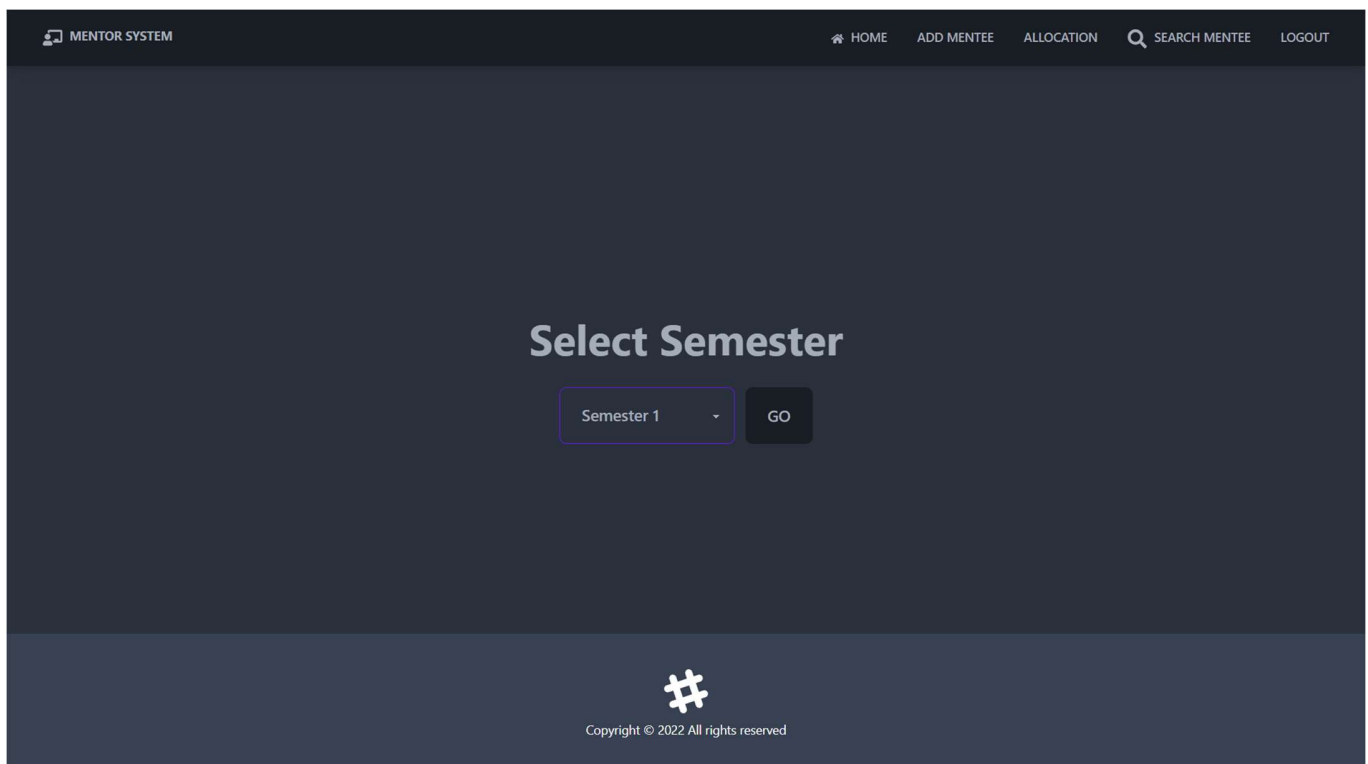 MENTOR SYSTEM
HOME ADD MENTEE ALLOCATION SEARCH MENTEE LOGOUT
Select Semester
Semester 1
GO
Copyright © 2022 All rights reserved